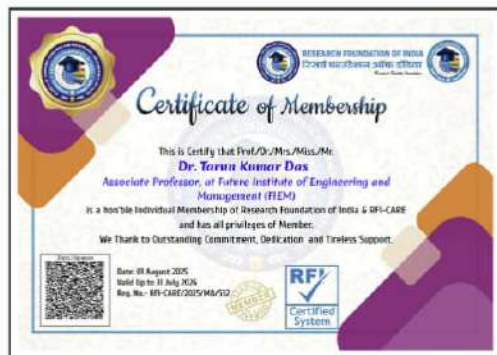 RESEARCH FOUNDATION OF INDIA
रिसर्च फाउंडेशन ऑफ इंडिया
Certificate of Membership
This is Certify that Prof./Dr./Mrs./Miss./Mr.
Dr. Tarun Kumar Das
Associate Professor, at Future Institute of Engineering and
Management (FIEM)
is a hon'ble Individual Membership of Research Foundation of India & RFI-CARE
and has all privileges of Member.
We Thank to Outstanding Commitment, Dedication and Tireless Support.
Date: 01 August 2025
Valid Up to 31 July 2026
Reg. No.- RFI-CARE/2025/MB/552
MEMBER
RFI
Certified
System